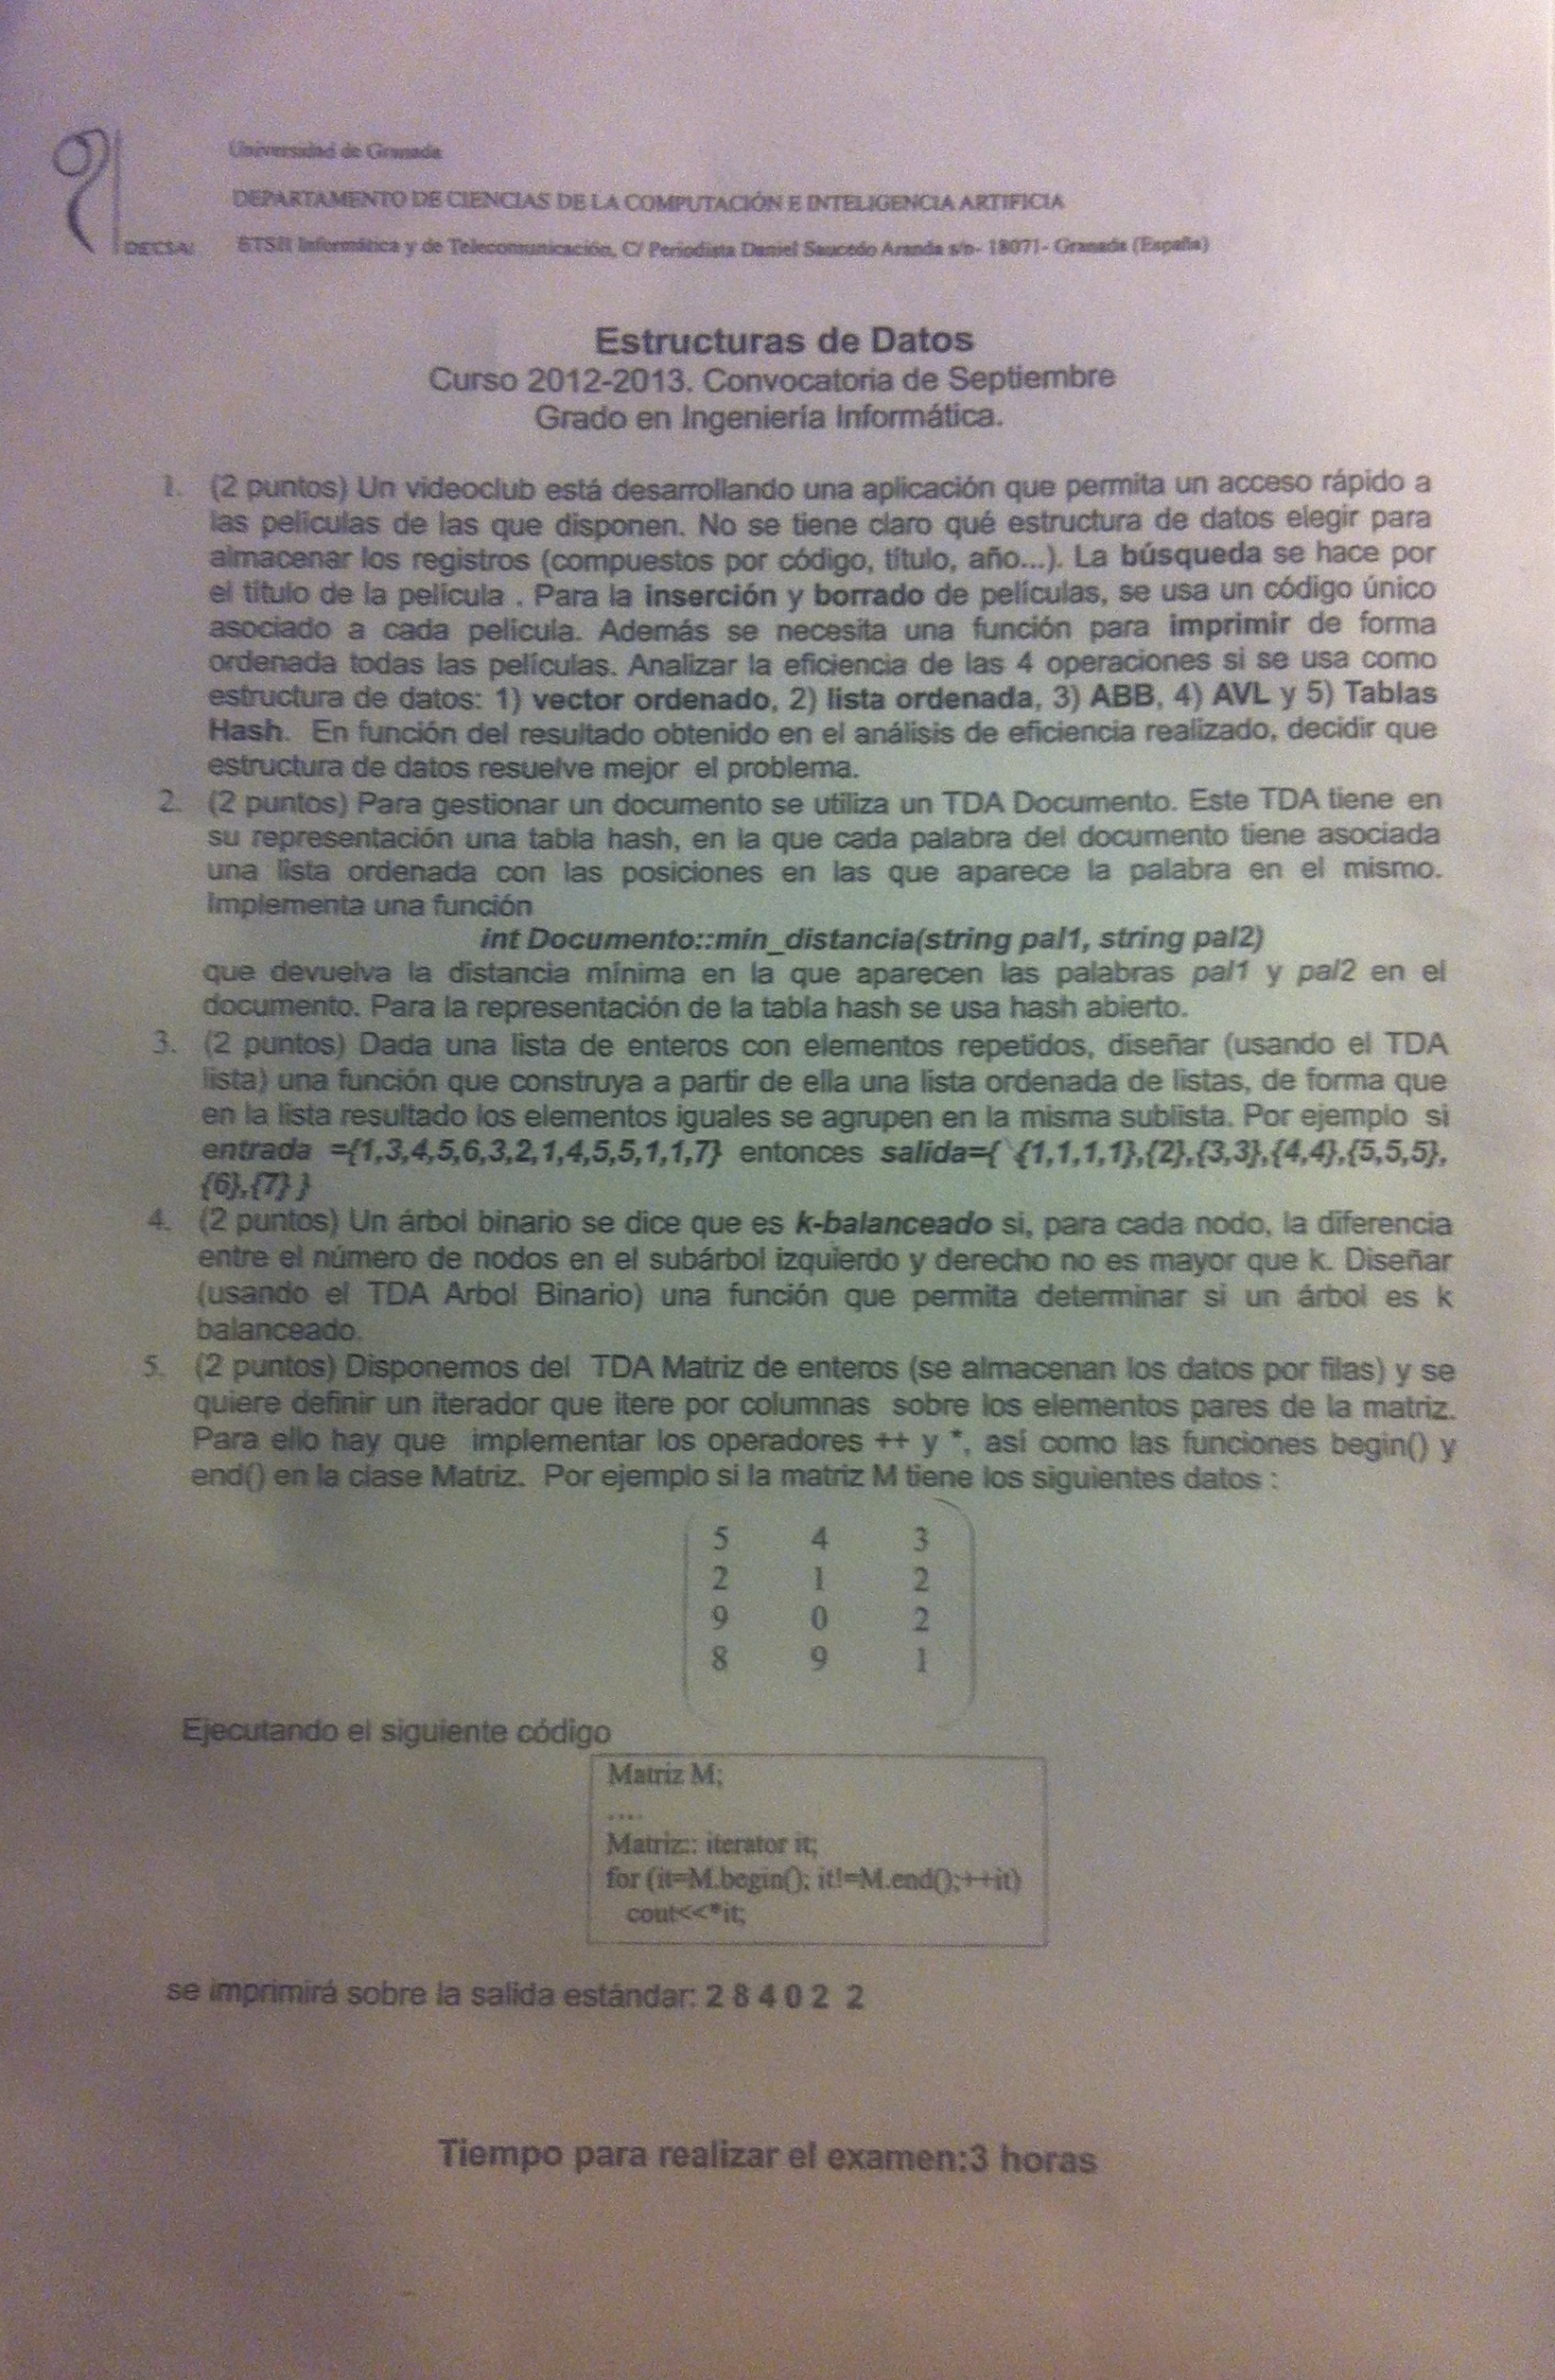 DECSAI
Universidad de Granada
DEPARTAMENTO DE CIENCIAS DE LA COMPUTACIÓN E INTELIGENCIA ARTIFICIA
ETSII Informática y de Telecomunicación, C/ Periodista Daniel Saucedo Aranda s/n- 18071- Granada (España)
Estructuras de Datos
Curso 2012-2013. Convocatoria de Septiembre
Grado en Ingeniería Informática.
1. (2 puntos) Un videoclub está desarrollando una aplicación que permita un acceso rápido a
las películas de las que disponen. No se tiene claro qué estructura de datos elegir para
almacenar los registros (compuestos por código, título, año...). La búsqueda se hace por
el título de la película . Para la inserción y borrado de películas, se usa un código único
asociado a cada película. Además se necesita una función para imprimir de forma
ordenada todas las películas. Analizar la eficiencia de las 4 operaciones si se usa como
estructura de datos: 1) vector ordenado, 2) lista ordenada, 3) ABB, 4) AVL y 5) Tablas
Hash. En función del resultado obtenido en el análisis de eficiencia realizado, decidir que
estructura de datos resuelve mejor el problema.
2. (2 puntos) Para gestionar un documento se utiliza un TDA Documento. Este TDA tiene en
su representación una tabla hash, en la que cada palabra del documento tiene asociada
una lista ordenada con las posiciones en las que aparece la palabra en el mismo.
Implementa una función
int Documento::min_distancia(string pal1, string pal2)
que devuelva la distancia mínima en la que aparecen las palabras pal1 y pal2 en el
documento. Para la representación de la tabla hash se usa hash abierto.
3. (2 puntos) Dada una lista de enteros con elementos repetidos, diseñar (usando el TDA
lista) una función que construya a partir de ella una lista ordenada de listas, de forma que
en la lista resultado los elementos iguales se agrupen en la misma sublista. Por ejemplo si
entrada ={1,3,4,5,6,3,2,1,4,5,5,1,1,7} entonces salida={ {1,1,1,1},{2},{3,3},{4,4},{5,5,5},
{6},{7} }
4. (2 puntos) Un árbol binario se dice que es k-balanceado si, para cada nodo, la diferencia
entre el número de nodos en el subárbol izquierdo y derecho no es mayor que k. Diseñar
(usando el TDA Arbol Binario) una función que permita determinar si un árbol es k
balanceado.
5. (2 puntos) Disponemos del TDA Matriz de enteros (se almacenan los datos por filas) y se
quiere definir un iterador que itere por columnas sobre los elementos pares de la matriz.
Para ello hay que implementar los operadores ++ y *, así como las funciones begin() y
end() en la clase Matriz. Por ejemplo si la matriz M tiene los siguientes datos :
5 4 3
2 1 2
9 0 2
8 9 1
Ejecutando el siguiente código
Matriz M;
....
Matriz:: iterator it;
for (it=M.begin(); it!=M.end();++it)
cout<<*it;
se imprimirá sobre la salida estándar: 2 8 4 0 2 2
Tiempo para realizar el examen:3 horas